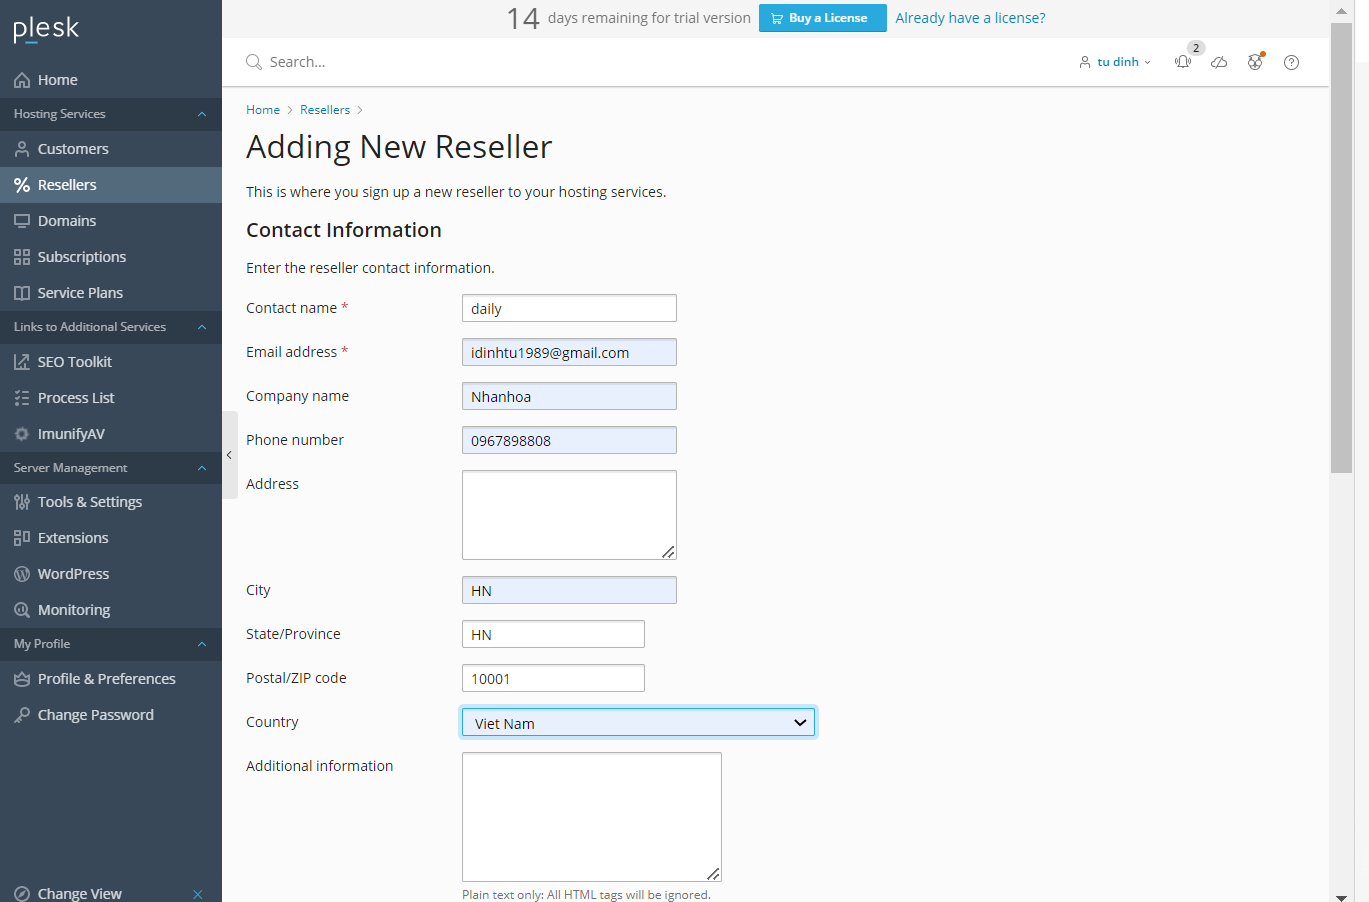 plesk
14 days remaining for trial version Buy a License Already have a license?
Search...
tu dinh
2
Home
Hosting Services
Customers
Resellers
Domains
Subscriptions
Service Plans
Links to Additional Services
SEO Toolkit
Process List
ImunifyAV
Server Management
Tools & Settings
Extensions
WordPress
Monitoring
My Profile
Profile & Preferences
Change Password
Change View
Home > Resellers >
Adding New Reseller
This is where you sign up a new reseller to your hosting services.
Contact Information
Enter the reseller contact information.
Contact name * daily
Email address * idinhtu1989@gmail.com
Company name Nhanhoa
Phone number 0967898808
Address
City HN
State/Province HN
Postal/ZIP code 10001
Country Viet Nam
Additional information
Plain text only: All HTML tags will be ignored.